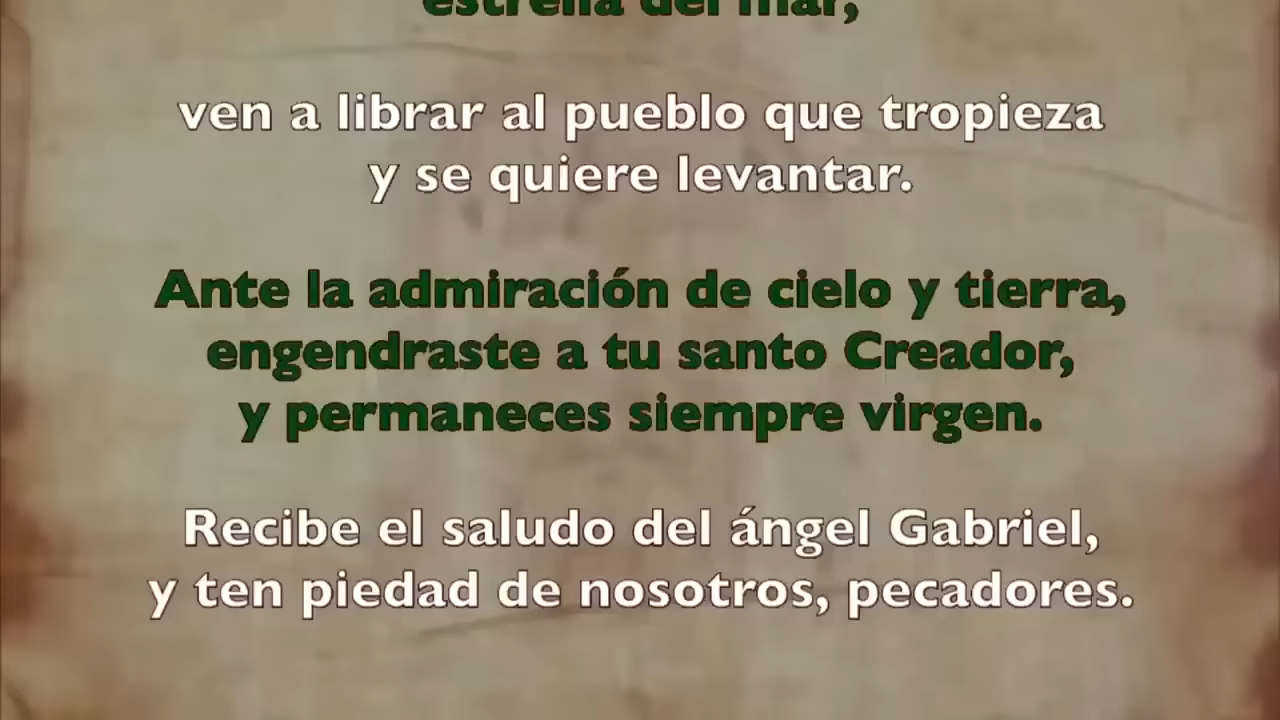 estrella del mar,
ven a librar al pueblo que tropieza
y se quiere levantar.
Ante la admiración de cielo y tierra,
engendraste a tu santo Creador,
y permaneces siempre virgen.
Recibe el saludo del ángel Gabriel,
y ten piedad de nosotros, pecadores.